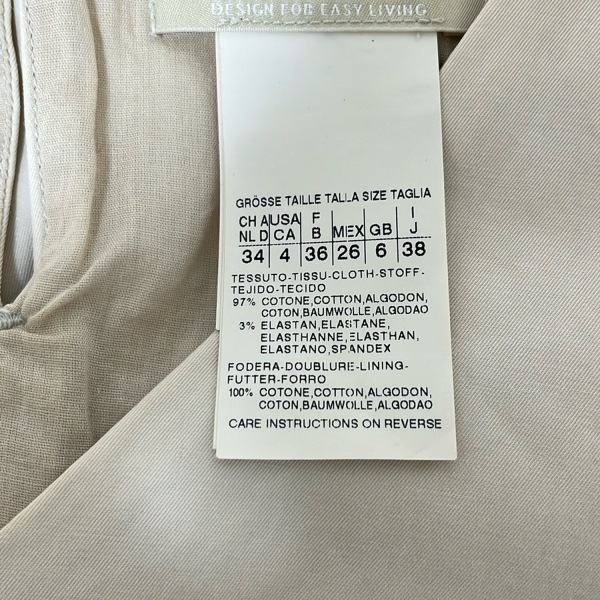 DESIGN FOR EASY LIVING
GRÖSSE TAILLE TALLA SIZE TAGLIA
CH A USA F I
NL D CA B MEX GB J
34 4 36 26 6 38
TESSUTO-TISSU-CLOTH-STOFF-
TEJIDO-TECIDO
97% COTONE,COTTON,ALGODON,
COTON,BAUMWOLLE,ALGODAO
3% ELASTAN,ELASTANE,
ELASTHANNE,ELASTHAN,
ELASTANO,SPANDEX
FODERA-DOUBLURE-LINING-
FUTTER-FORRO
100% COTONE,COTTON,ALGODON,
COTON,BAUMWOLLE,ALGODAO
CARE INSTRUCTIONS ON REVERSE